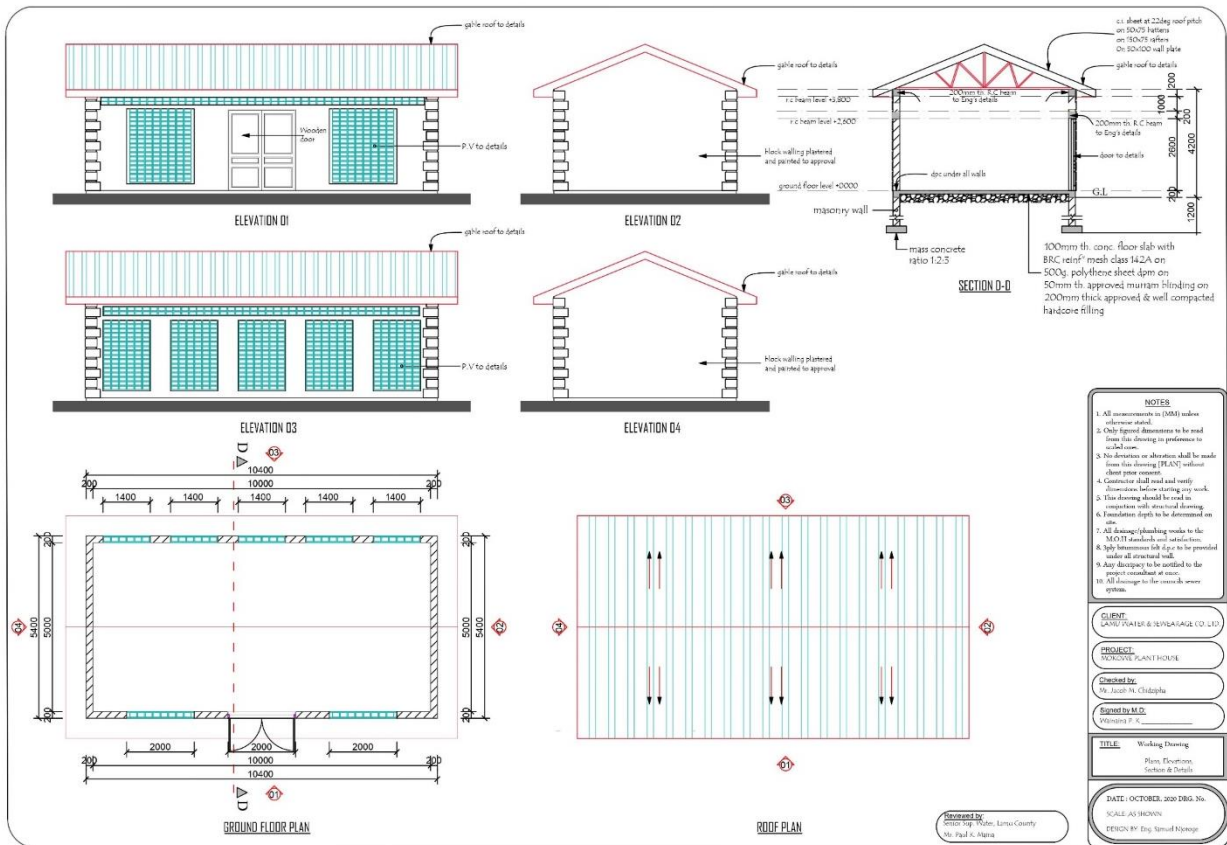 gable roof to details
Wooden
door
P.V to details
ELEVATION 01
gable roof to details
block walling plastered
and painted to approval
ELEVATION 02
c.i. sheet at 22deg roof pitch
on 50x75 battens
on 150x75 rafters
On 50x100 wall plate
gable roof to details
200mm th. R.C beam
to Eng's details
r.c beam level +3,800
r.c beam level +2,600
200mm th. R.C beam
to Eng's details
door to details
dpc under all walls
ground floor level +0000
G.L
masonry wall
mass concrete
ratio 1:2:3
200
1000
200
2600
4200
200
1200
100mm th. conc. floor slab with
BRC reinf' mesh class 142A on
500g. polythene sheet dpm on
50mm th. approved murram blinding on
200mm thick approved & well compacted
hardcore filling
SECTION D-D
gable roof to details
P.V to details
ELEVATION 03
gable roof to details
block walling plastered
and painted to approval
ELEVATION 04
D
03
10400
200 10000 200
1400 1400 1400 1400 1400
200
5400
5000
200
04
200
5000
5400
200
02
2000 2000 2000
200 10000 200
10400
D
01
GROUND FLOOR PLAN
03
04
02
01
ROOF PLAN
NOTES
1. All measurements in (MM) unless
otherwise stated.
2. Only figured dimensions to be read
from this drawing in preference to
scaled ones.
3. No deviation or alteration shall be made
from this drawing [PLAN] without
client prior consent.
4. Contractor shall read and verify
dimensions before starting any work.
5. This drawing should be read in
conjuction with structural drawing.
6. Foundation depth to be determined on
site.
7. All drainage/plumbing works to the
M.O.H standards and satisfaction.
8. 3ply bituminous felt d.p.c to be provided
under all structural wall.
9. Any discrepancy to be notified to the
project consultant at once.
10. All drainage to the councils sewer
system.
CLIENT:
LAMU WATER & SEWEARAGE CO. LTD.
PROJECT:
MOKOWE PLANT HOUSE
Checked by:
Mr. Jacob M.
Signed by M.D:
Wainaina P. K
TITLE: Working Drawing
Plans, Elevations,
Section & Details
DATE : OCTOBER, 2020 DRG. No.
SCALE: AS SHOWN
DESIGN BY: Eng. Samuel Njoroge
Reviewed by:
Senior Sup. Water, Lamu County
Mr. Paul K.